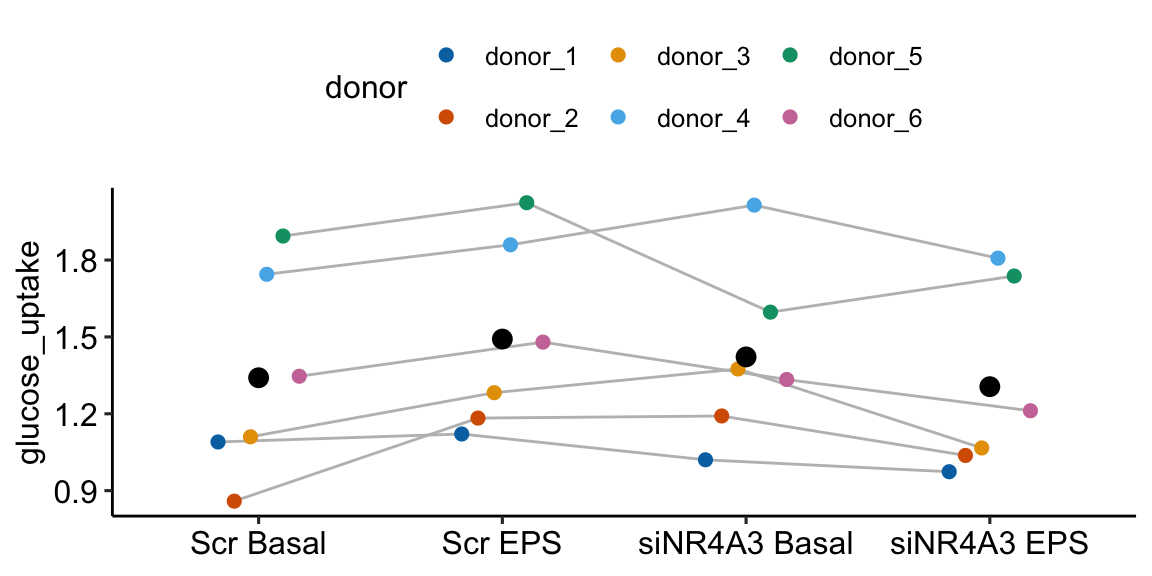 donor
donor_1 donor_3 donor_5
donor_2 donor_4 donor_6
glucose_uptake
1.8
1.5
1.2
0.9
Scr Basal Scr EPS siNR4A3 Basal siNR4A3 EPS